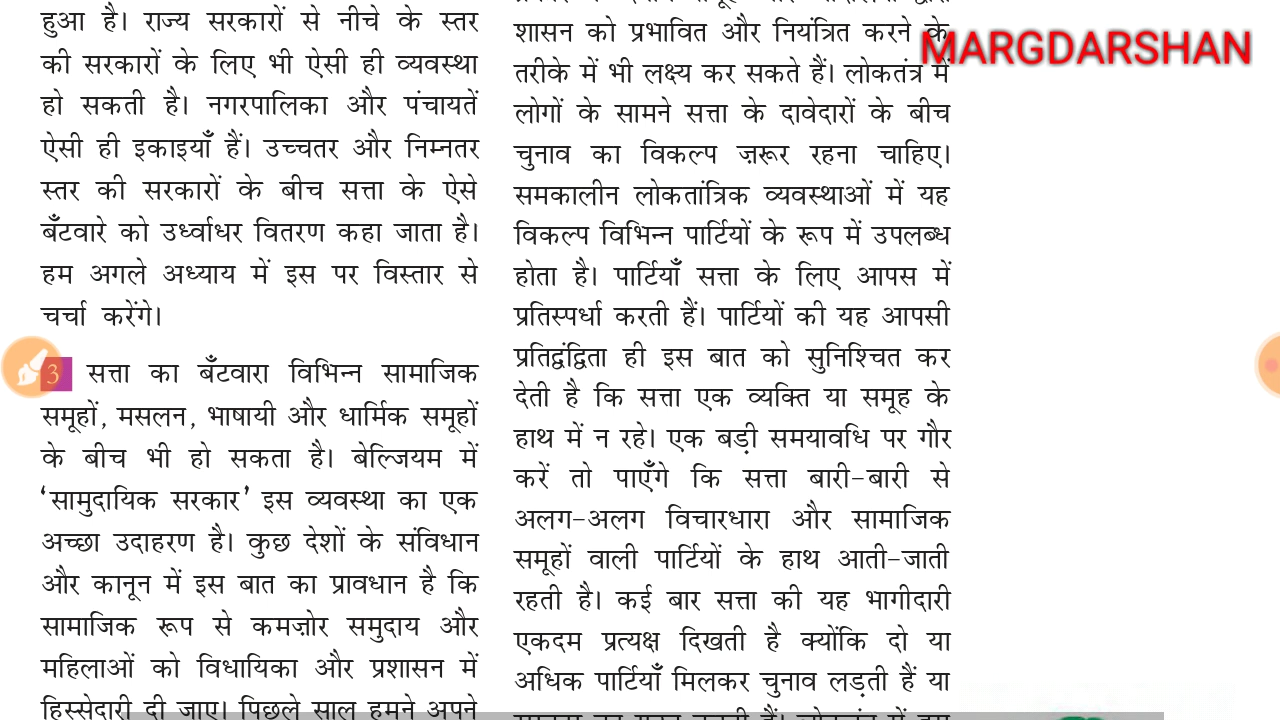 हुआ है। राज्य सरकारों से नीचे के स्तर
की सरकारों के लिए भी ऐसी ही व्यवस्था
हो सकती है। नगरपालिका और पंचायतें
ऐसी ही इकाइयाँ हैं। उच्चतर और निम्नतर
स्तर की सरकारों के बीच सत्ता के ऐसे
बँटवारे को उर्ध्वाधर वितरण कहा जाता है।
हम अगले अध्याय में इस पर विस्तार से
चर्चा करेंगे।
3 सत्ता का बँटवारा विभिन्न सामाजिक
समूहों, मसलन, भाषायी और धार्मिक समूहों
के बीच भी हो सकता है। बेल्जियम में
‘सामुदायिक सरकार’ इस व्यवस्था का एक
अच्छा उदाहरण है। कुछ देशों के संविधान
और कानून में इस बात का प्रावधान है कि
सामाजिक रूप से कमज़ोर समुदाय और
महिलाओं को विधायिका और प्रशासन में
हिस्सेदारी दी जाए। पिछले साल हमने अपने
शासन को प्रभावित और नियंत्रित करने के
तरीके में भी लक्ष्य कर सकते हैं। लोकतंत्र में
लोगों के सामने सत्ता के दावेदारों के बीच
चुनाव का विकल्प ज़रूर रहना चाहिए।
समकालीन लोकतांत्रिक व्यवस्थाओं में यह
विकल्प विभिन्न पार्टियों के रूप में उपलब्ध
होता है। पार्टियाँ सत्ता के लिए आपस में
प्रतिस्पर्धा करती हैं। पार्टियों की यह आपसी
प्रतिद्वंद्विता ही इस बात को सुनिश्चित कर
देती है कि सत्ता एक व्यक्ति या समूह के
हाथ में न रहे। एक बड़ी समयावधि पर गौर
करें तो पाएँगे कि सत्ता बारी-बारी से
अलग-अलग विचारधारा और सामाजिक
समूहों वाली पार्टियों के हाथ आती-जाती
रहती है। कई बार सत्ता की यह भागीदारी
एकदम प्रत्यक्ष दिखती है क्योंकि दो या
अधिक पार्टियाँ मिलकर चुनाव लड़ती हैं या
MARGDARSHAN